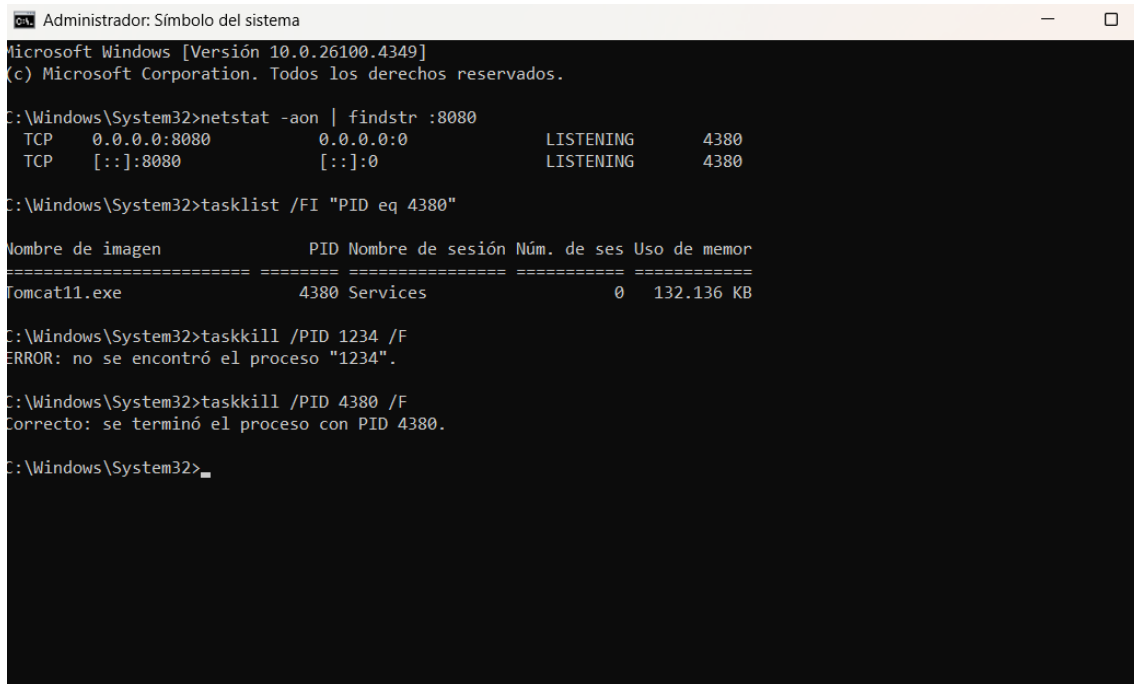 Administrador: Símbolo del sistema
Microsoft Windows [Versión 10.0.26100.4349]
(c) Microsoft Corporation. Todos los derechos reservados.
C:\Windows\System32>netstat -aon | findstr :8080
TCP    0.0.0.0:8080           0.0.0.0:0              LISTENING       4380
TCP    [::]:8080              [::]:0                 LISTENING       4380
C:\Windows\System32>tasklist /FI "PID eq 4380"
Nombre de imagen               PID Nombre de sesión Núm. de ses Uso de memor
========================= ======== ================ =========== ============
Tomcat11.exe                  4380 Services                   0   132.136 KB
C:\Windows\System32>taskkill /PID 1234 /F
ERROR: no se encontró el proceso "1234".
C:\Windows\System32>taskkill /PID 4380 /F
Correcto: se terminó el proceso con PID 4380.
C:\Windows\System32>